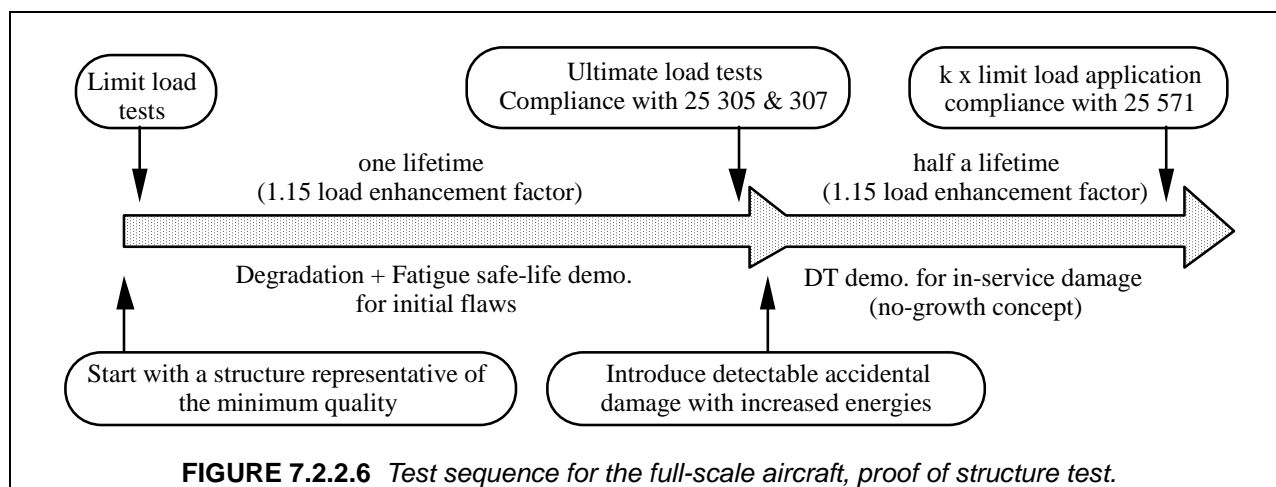 Limit load
tests
Ultimate load tests
Compliance with 25 305 & 307
k x limit load application
compliance with 25 571
one lifetime
(1.15 load enhancement factor)
half a lifetime
(1.15 load enhancement factor)
Degradation + Fatigue safe-life demo.
for initial flaws
DT demo. for in-service damage
(no-growth concept)
Start with a structure representative of
the minimum quality
Introduce detectable accidental
damage with increased energies
FIGURE 7.2.2.6 Test sequence for the full-scale aircraft, proof of structure test.